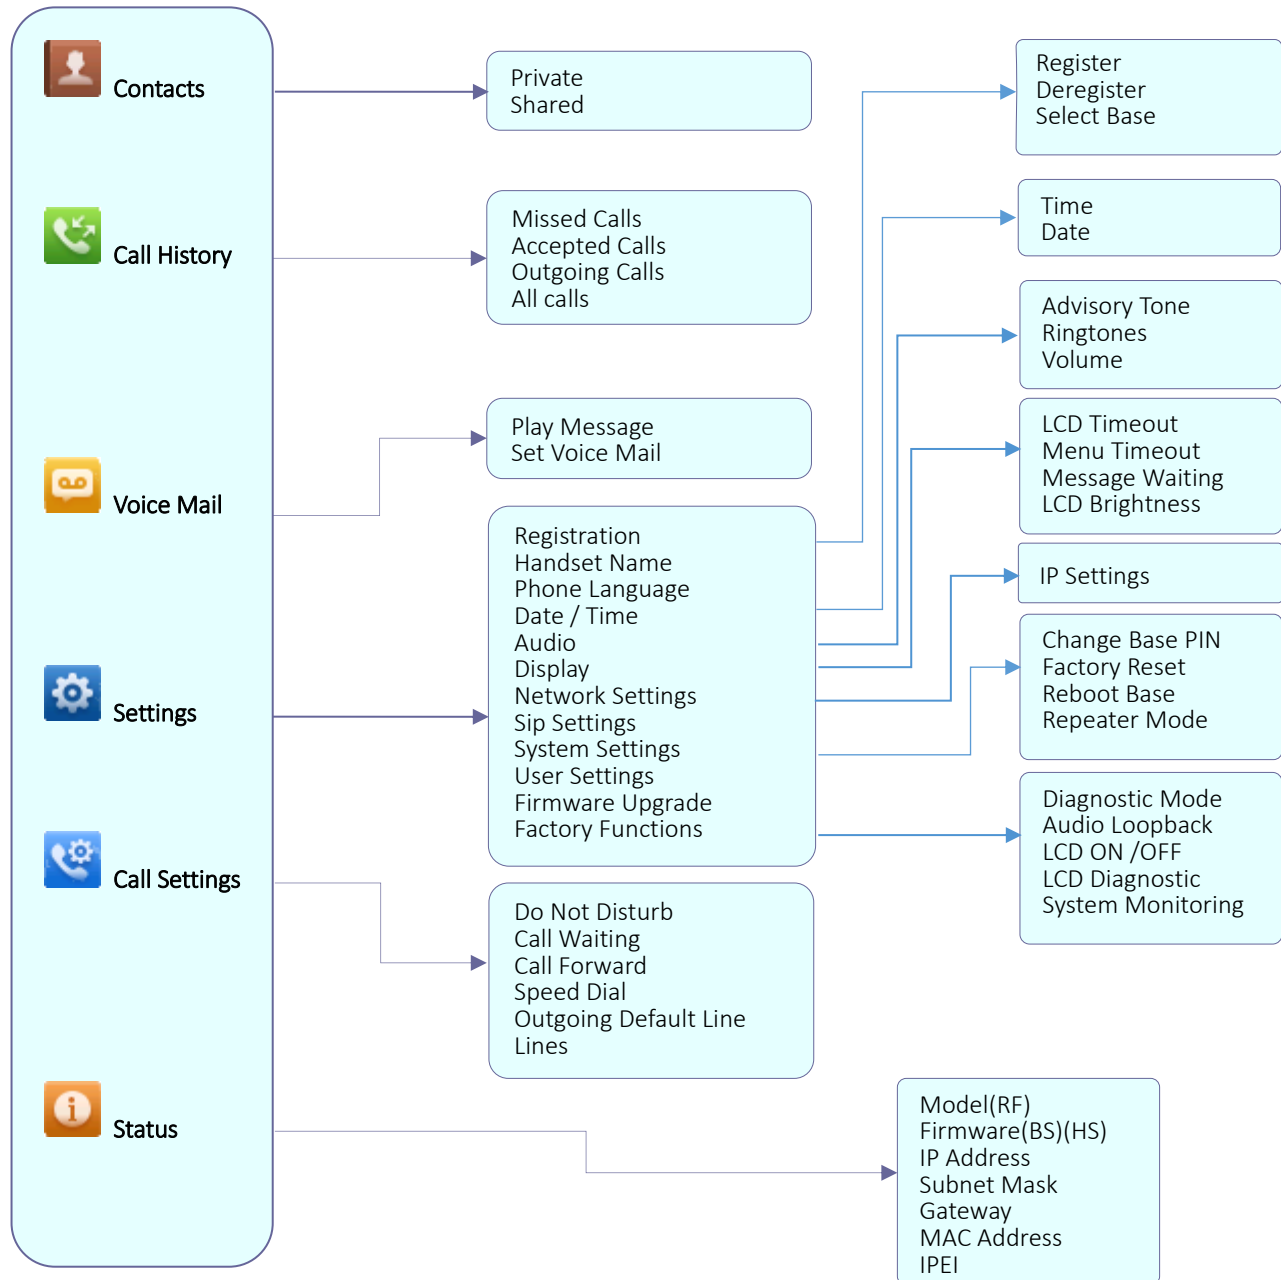 Contacts
Call History
Voice Mail
Settings
Call Settings
Status
Private
Shared
Missed Calls
Accepted Calls
Outgoing Calls
All calls
Play Message
Set Voice Mail
Registration
Handset Name
Phone Language
Date / Time
Audio
Display
Network Settings
Sip Settings
System Settings
User Settings
Firmware Upgrade
Factory Functions
Do Not Disturb
Call Waiting
Call Forward
Speed Dial
Outgoing Default Line
Lines
Register
Deregister
Select Base
Time
Date
Advisory Tone
Ringtones
Volume
LCD Timeout
Menu Timeout
Message Waiting
LCD Brightness
IP Settings
Change Base PIN
Factory Reset
Reboot Base
Repeater Mode
Diagnostic Mode
Audio Loopback
LCD ON /OFF
LCD Diagnostic
System Monitoring
Model(RF)
Firmware(BS)(HS)
IP Address
Subnet Mask
Gateway
MAC Address
IPEI